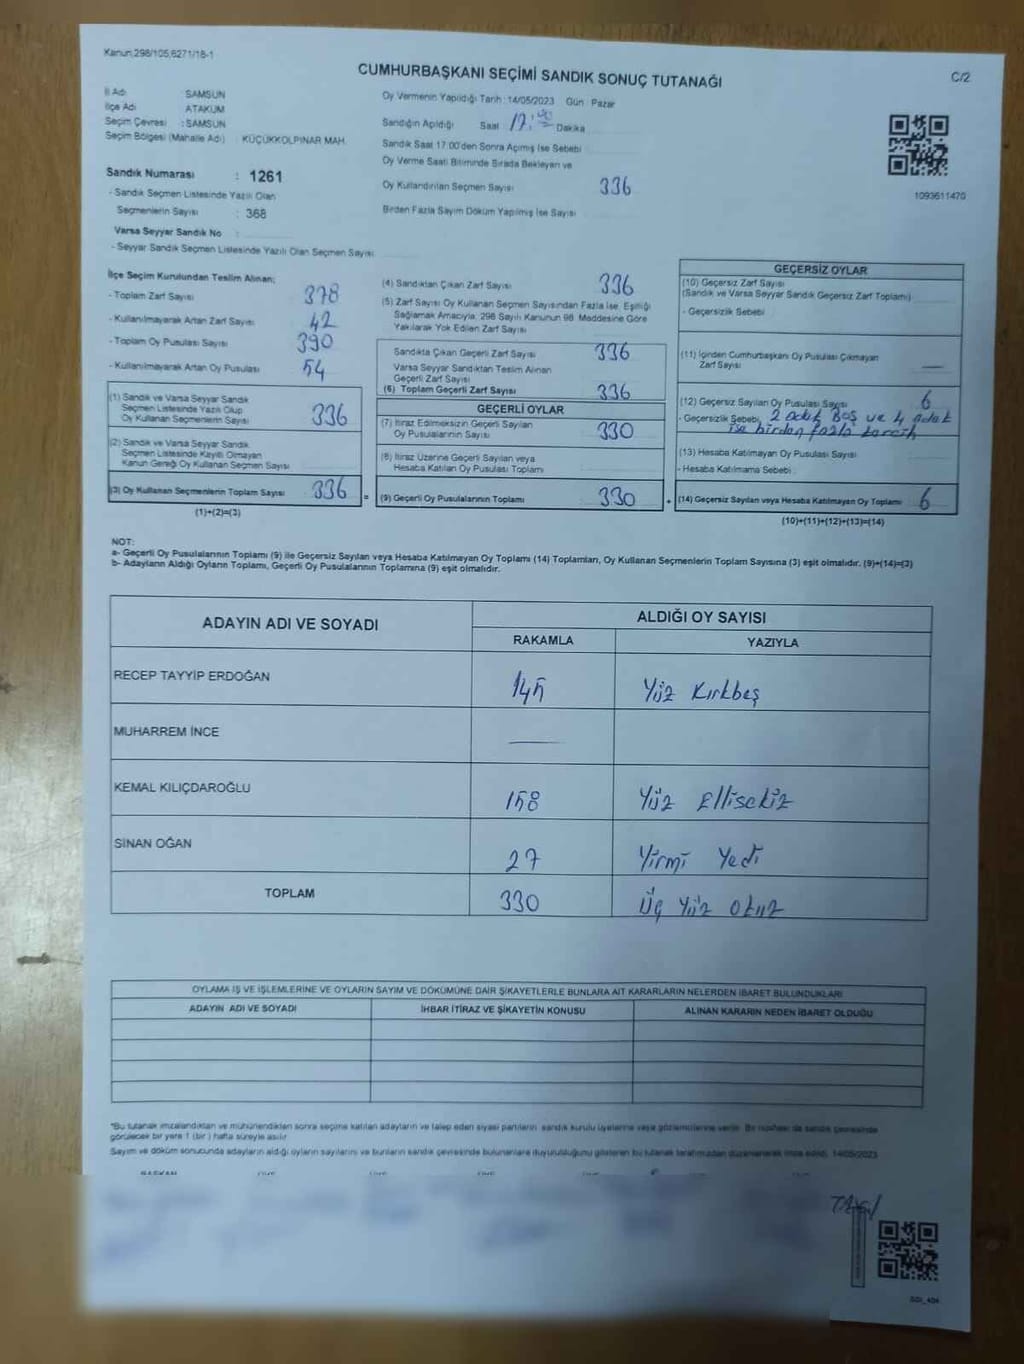 Kanun:298/105,6271/18-1
CUMHURBAŞKANI SEÇİMİ SANDIK SONUÇ TUTANAĞI
C/2
İl Adı SAMSUN
İlçe Adı ATAKUM
Seçim Çevresi : SAMSUN
Seçim Bölgesi (Mahalle Adı) : KÜÇÜKKOLPINAR MAH.
Sandık Numarası : 1261
- Sandık Seçmen Listesinde Yazılı Olan
Seçmenlerin Sayısı : 368
Varsa Seyyar Sandık No :
- Seyyar Sandık Seçmen Listesinde Yazılı Olan Seçmen Sayısı
Oy Vermenin Yapıldığı Tarih : 14/05/2023 Gün : Pazar
Sandığın Açıldığı Saat 17:00 Dakika
Sandık Saat 17:00'den Sonra Açımış İse Sebebi
Oy Verme Saati Bitiminde Sırada Bekleyen ve
Oy Kullandırılan Seçmen Sayısı 336
Birden Fazla Sayım Döküm Yapılmış İse Sayısı
1093611470
İlçe Seçim Kurulundan Teslim Alınan;
- Toplam Zarf Sayısı 378
- Kullanılmayarak Artan Zarf Sayısı 42
- Toplam Oy Pusulası Sayısı 390
- Kullanılmayarak Artan Oy Pusulası 54
(1) Sandık ve Varsa Seyyar Sandık
Seçmen Listesinde Yazılı Olup
Oy Kullanan Seçmenlerin Sayısı 336
(2) Sandık ve Varsa Seyyar Sandık
Seçmen Listesinde Kayıtlı Olmayan
Kanun Gereği Oy Kullanan Seçmen Sayısı
(3) Oy Kullanan Seçmenlerin Toplam Sayısı 336
(1)+(2)=(3)
=
(4) Sandıktan Çıkan Zarf Sayısı 336
(5) Zarf Sayısı Oy Kullanan Seçmen Sayısından Fazla İse, Eşitliği
Sağlamak Amacıyla, 298 Sayılı Kanunun 98. Maddesine Göre
Yakılarak Yok Edilen Zarf Sayısı
Sandıkta Çıkan Geçerli Zarf Sayısı 336
Varsa Seyyar Sandıktan Teslim Alınan
Geçerli Zarf Sayısı
(6) Toplam Geçerli Zarf Sayısı 336
GEÇERLİ OYLAR
(7) İtiraz Edilmeksizin Geçerli Sayılan
Oy Pusulalarının Sayısı 330
(8) İtiraz Üzerine Geçerli Sayılan veya
Hesaba Katılan Oy Pusulası Toplamı
(9) Geçerli Oy Pusulalarının Toplamı 330
+
GEÇERSİZ OYLAR
(10) Geçersiz Zarf Sayısı
(Sandık ve Varsa Seyyar Sandık Geçersiz Zarf Toplamı)
- Geçersizlik Sebebi
(11) İçinden Cumhurbaşkanı Oy Pusulası Çıkmayan
Zarf Sayısı —
(12) Geçersiz Sayılan Oy Pusulası Sayısı 6
- Geçersizlik Sebebi 2 adet BOŞ ve 4 adet
ise birden fazla tercih
(13) Hesaba Katılmayan Oy Pusulası Sayısı
- Hesaba Katılmama Sebebi
(14) Geçersiz Sayılan veya Hesaba Katılmayan Oy Toplamı 6
(10)+(11)+(12)+(13)=(14)
NOT:
a- Geçerli Oy Pusulalarının Toplamı (9) ile Geçersiz Sayılan veya Hesaba Katılmayan Oy Toplamı (14) Toplamları, Oy Kullanan Seçmenlerin Toplam Sayısına (3) eşit olmalıdır. (9)+(14)=(3)
b- Adayların Aldığı Oyların Toplamı, Geçerli Oy Pusulalarının Toplamına (9) eşit olmalıdır.
ADAYIN ADI VE SOYADI
ALDIĞI OY SAYISI
RAKAMLA YAZIYLA
RECEP TAYYİP ERDOĞAN 145 Yüz Kırkbeş
MUHARREM İNCE —
KEMAL KILIÇDAROĞLU 158 Yüz Ellisekiz
SİNAN OĞAN 27 Yirmi Yedi
TOPLAM 330 Üç Yüz Otuz
OYLAMA İŞ VE İŞLEMLERİNE VE OYLARIN SAYIM VE DÖKÜMÜNE DAİR ŞİKAYETLERLE BUNLARA AİT KARARLARIN NELERDEN İBARET BULUNDUKLARI
ADAYIN ADI VE SOYADI İHBAR İTİRAZ VE ŞİKAYETİN KONUSU ALINAN KARARIN NEDEN İBARET OLDUĞU
*Bu tutanak imzalandıktan ve mühürlendikten sonra seçime katılan adayların ve talep eden siyasi partilerin sandık kurulu üyelerine veya gözlemcilerine verilir. Bir nüshası da sandık çevresinde
görülecek bir yere 1 (bir) hafta süreyle asılır.
Sayım ve döküm sonucunda adayların aldığı oyların sayılarını ve bunların sandık çevresinde bulunanlara duyurulduğunu gösteren bu tutanak tarafımızdan düzenlenerek imza edildi. 14/05/2023